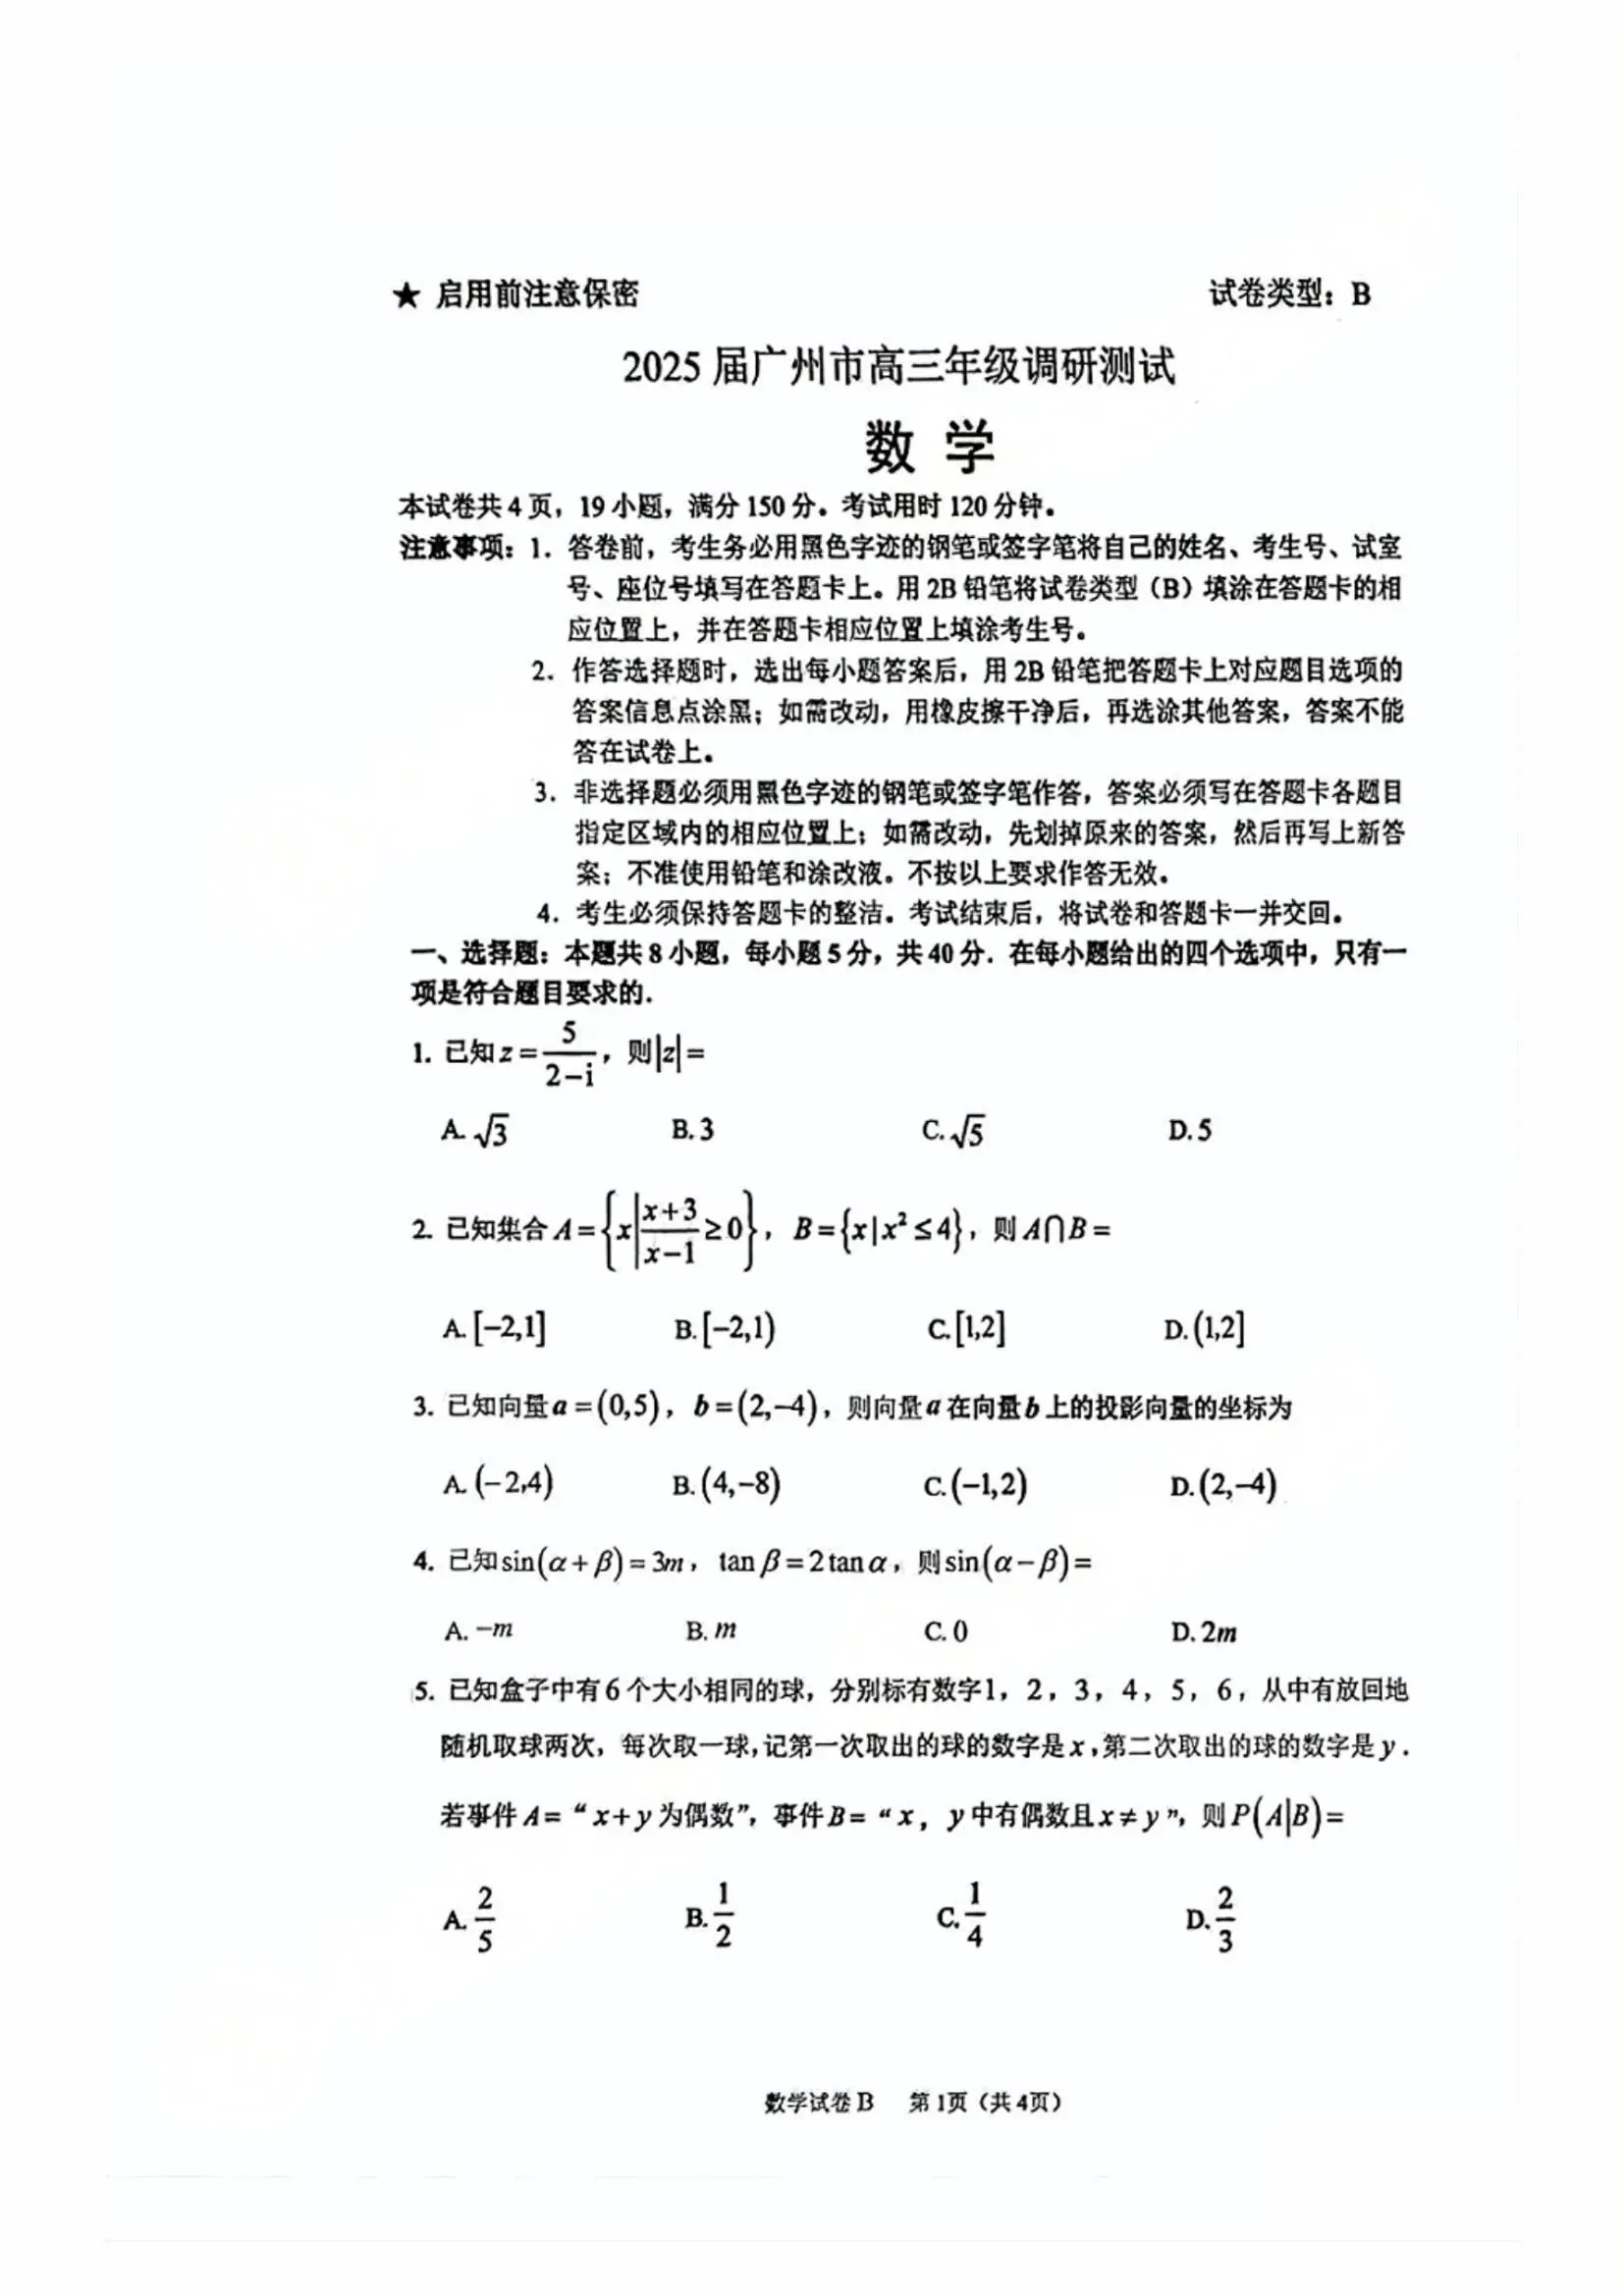 ★ 启用前注意保密 试卷类型：B
2025届广州市高三年级调研测试
数 学
本试卷共4页，19小题，满分150分。考试用时120分钟。
注意事项：1．答卷前，考生务必用黑色字迹的钢笔或签字笔将自己的姓名、考生号、试室
号、座位号填写在答题卡上。用2B铅笔将试卷类型（B）填涂在答题卡的相
应位置上，并在答题卡相应位置上填涂考生号。
2．作答选择题时，选出每小题答案后，用2B铅笔把答题卡上对应题目选项的
答案信息点涂黑；如需改动，用橡皮擦干净后，再选涂其他答案，答案不能
答在试卷上。
3．非选择题必须用黑色字迹的钢笔或签字笔作答，答案必须写在答题卡各题目
指定区域内的相应位置上；如需改动，先划掉原来的答案，然后再写上新答
案；不准使用铅笔和涂改液。不按以上要求作答无效。
4．考生必须保持答题卡的整洁。考试结束后，将试卷和答题卡一并交回。
一、选择题：本题共8小题，每小题5分，共40分．在每小题给出的四个选项中，只有一
项是符合题目要求的．
1. 已知z=5/(2−i)，则|z|=
A. √3 B. 3 C. √5 D. 5
2. 已知集合A={x|(x+3)/(x−1)≥0}，B={x|x²≤4}，则A∩B=
A. [−2,1] B. [−2,1) C. [1,2] D. (1,2]
3. 已知向量a=(0,5)，b=(2,−4)，则向量a在向量b上的投影向量的坐标为
A. (−2,4) B. (4,−8) C. (−1,2) D. (2,−4)
4. 已知sin(α+β)=3m，tanβ=2tanα，则sin(α−β)=
A. −m B. m C. 0 D. 2m
5. 已知盒子中有6个大小相同的球，分别标有数字1，2，3，4，5，6，从中有放回地
随机取球两次，每次取一球，记第一次取出的球的数字是x，第二次取出的球的数字是y．
若事件A=“x+y为偶数”，事件B=“x，y中有偶数且x≠y”，则P(A|B)=
A. 2/5 B. 1/2 C. 1/4 D. 2/3
数学试卷B 第1页（共4页）